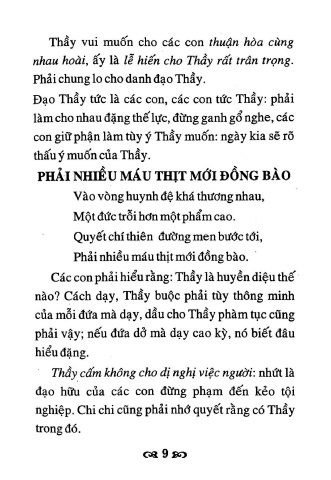 Thầy vui muốn cho các con thuận hòa cùng
nhau hoài, ấy là lễ hiến cho Thầy rất trân trọng.
Phải chung lo cho danh đạo Thầy.
Đạo Thầy tức là các con, các con tức Thầy: phải
làm cho nhau đặng thế lực, đừng ganh gổ nghe, các
con giữ phận làm tùy ý Thầy muốn: ngày kia sẽ rõ
thấu ý muốn của Thầy.
PHẢI NHIỀU MÁU THỊT MỚI ĐỒNG BÀO
Vào vòng huynh đệ khá thương nhau,
Một đức trỗi hơn một phẩm cao.
Quyết chí thiên đường men bước tới,
Phải nhiều máu thịt mới đồng bào.
Các con phải hiểu rằng: Thầy là huyền diệu thế
nào? Cách dạy, Thầy buộc phải tùy thông minh
của mỗi đứa mà dạy, dầu cho Thầy phàm tục cũng
phải vậy; nếu đứa dở mà dạy cao kỳ, nó biết đâu
hiểu đặng.
Thầy cấm không cho dị nghị việc người: nhứt là
đạo hữu của các con đừng phạm đến kẻo tội
nghiệp. Chi chi cũng phải nhớ quyết rằng có Thầy
trong đó.
9